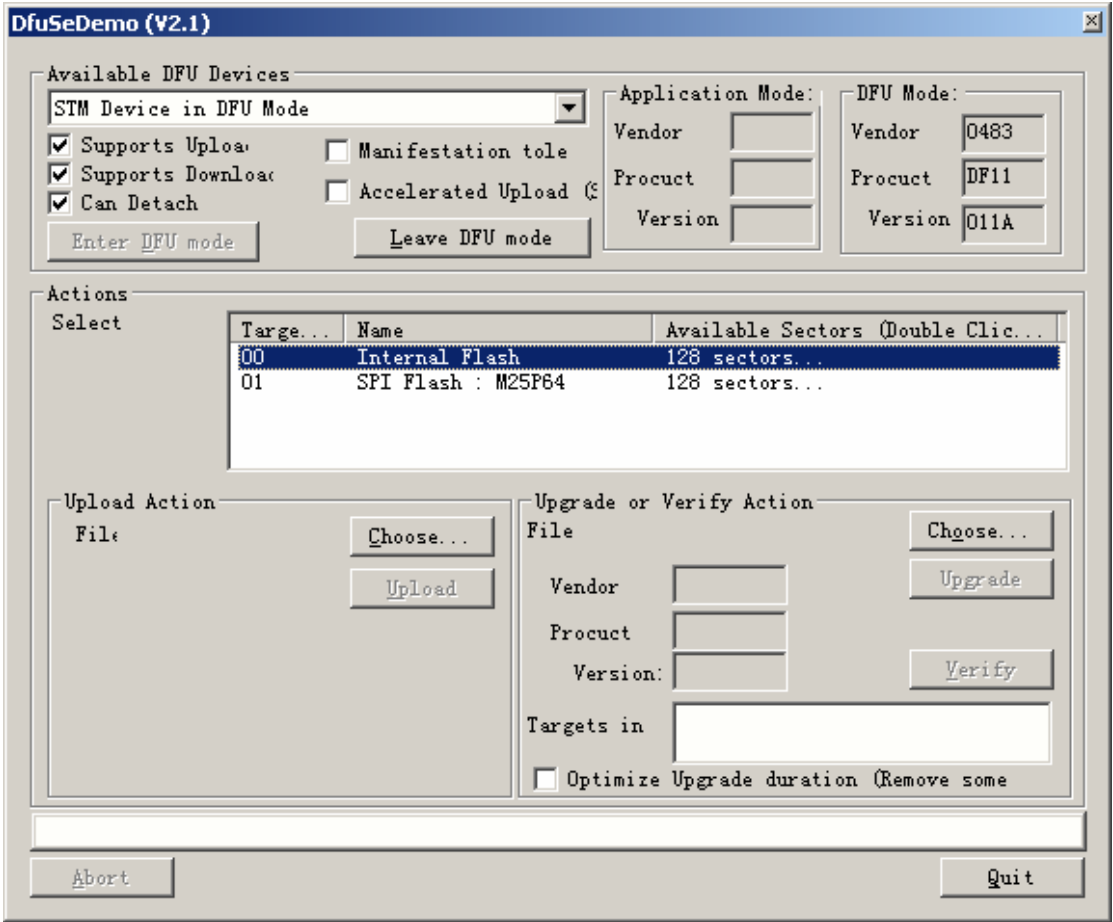 DfuSeDemo (V2.1)
Available DFU Devices
STM Device in DFU Mode
Supports Uploa
Supports Downloa
Can Detach
Manifestation tole
Accelerated Upload (S
Enter DFU mode
Leave DFU mode
Application Mode:
Vendor
Procuct
Version
DFU Mode:
Vendor 0483
Procuct DF11
Version 011A
Actions
Select
Targe... Name Available Sectors (Double Clic...
00 Internal Flash 128 sectors...
01 SPI Flash : M25P64 128 sectors...
Upload Action
File
Choose...
Upload
Upgrade or Verify Action
File
Choose...
Upgrade
Vendor
Procuct
Version:
Verify
Targets in
Optimize Upgrade duration (Remove some
Abort
Quit